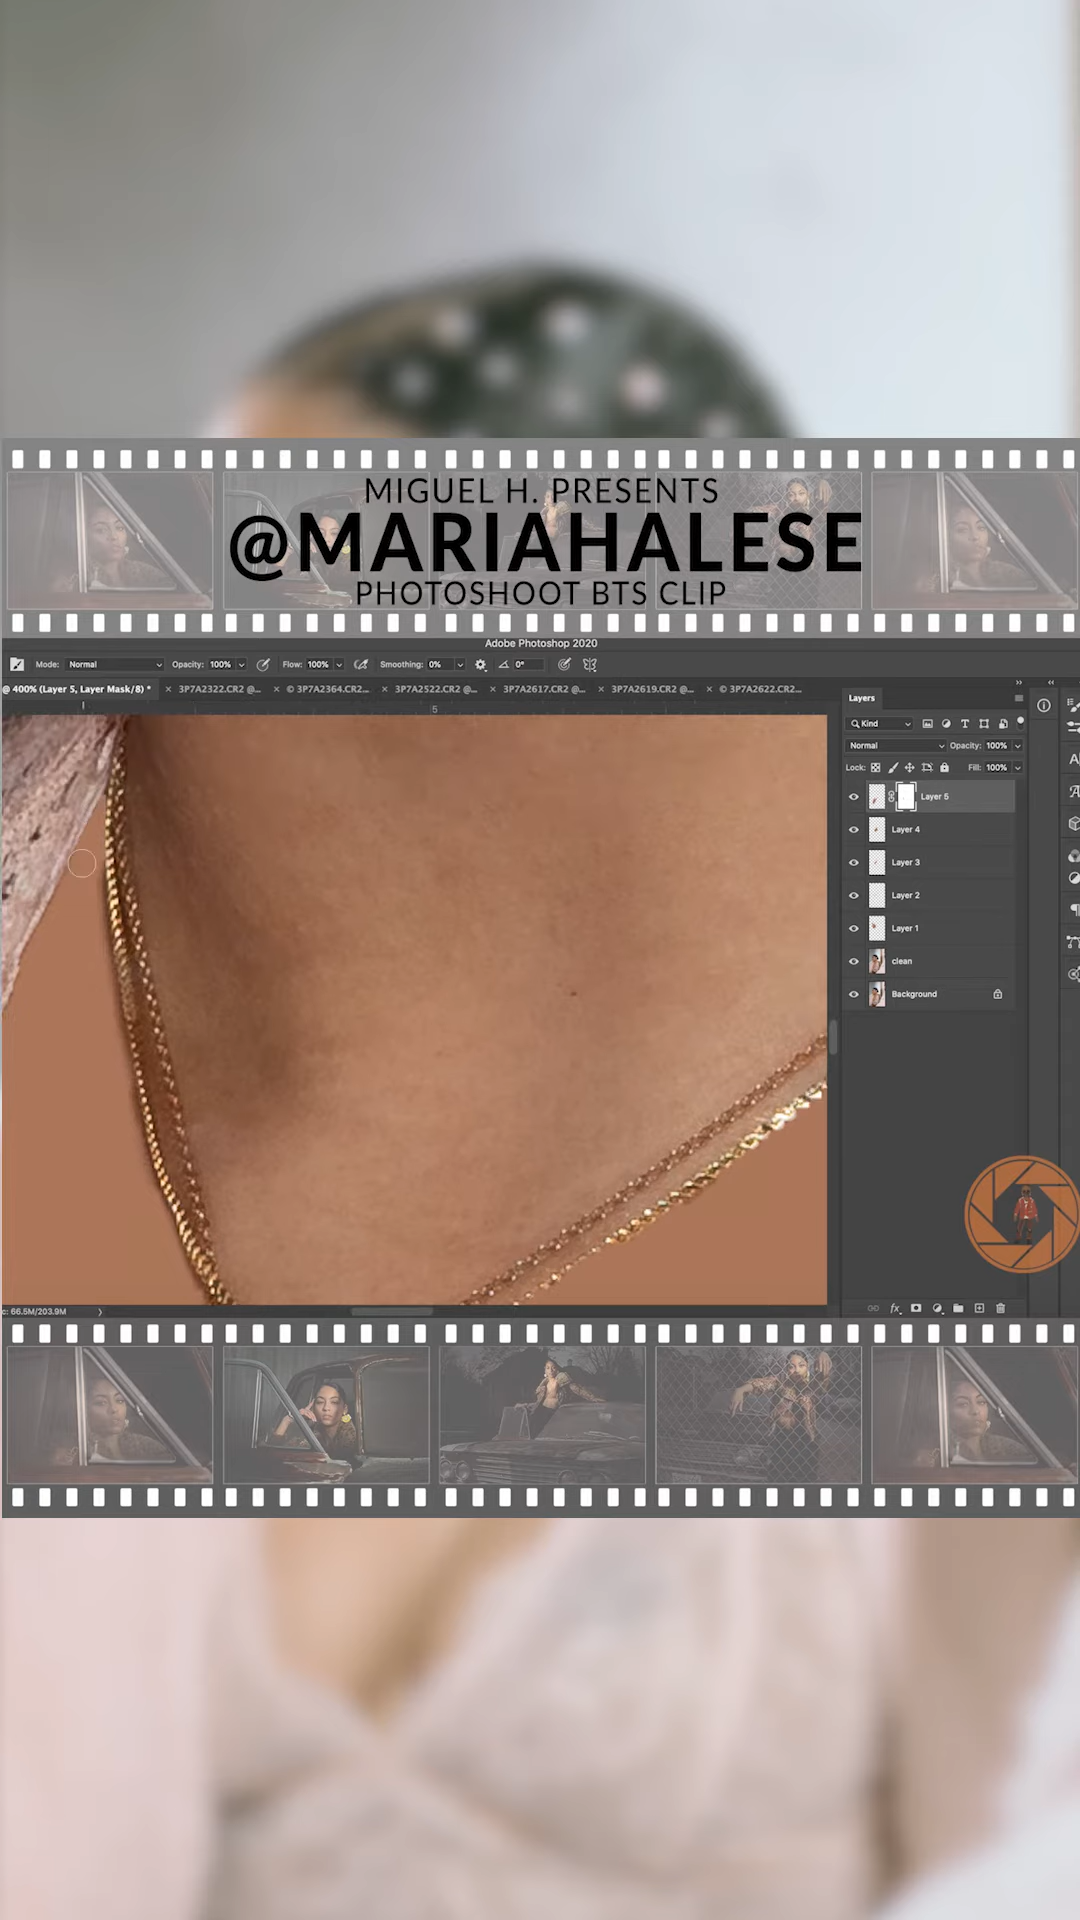 MIGUEL H. PRESENTS
@MARIAHALESE
PHOTOSHOOT BTS CLIP
Adobe Photoshop 2020
Mode: Normal Opacity: 100% Flow: 100% Smoothing: 0% 0°
@ 400% (Layer 5, Layer Mask/8) * × 3P7A2322.CR2 @... × © 3P7A2364.CR2... × 3P7A2522.CR2 @... × 3P7A2617.CR2 @... × 3P7A2619.CR2 @... × © 3P7A2622.CR2...
5
Layers
Kind
Normal Opacity: 100%
Lock: Fill: 100%
Layer 5
Layer 4
Layer 3
Layer 2
Layer 1
clean
Background
c: 66.5M/203.9M
fx